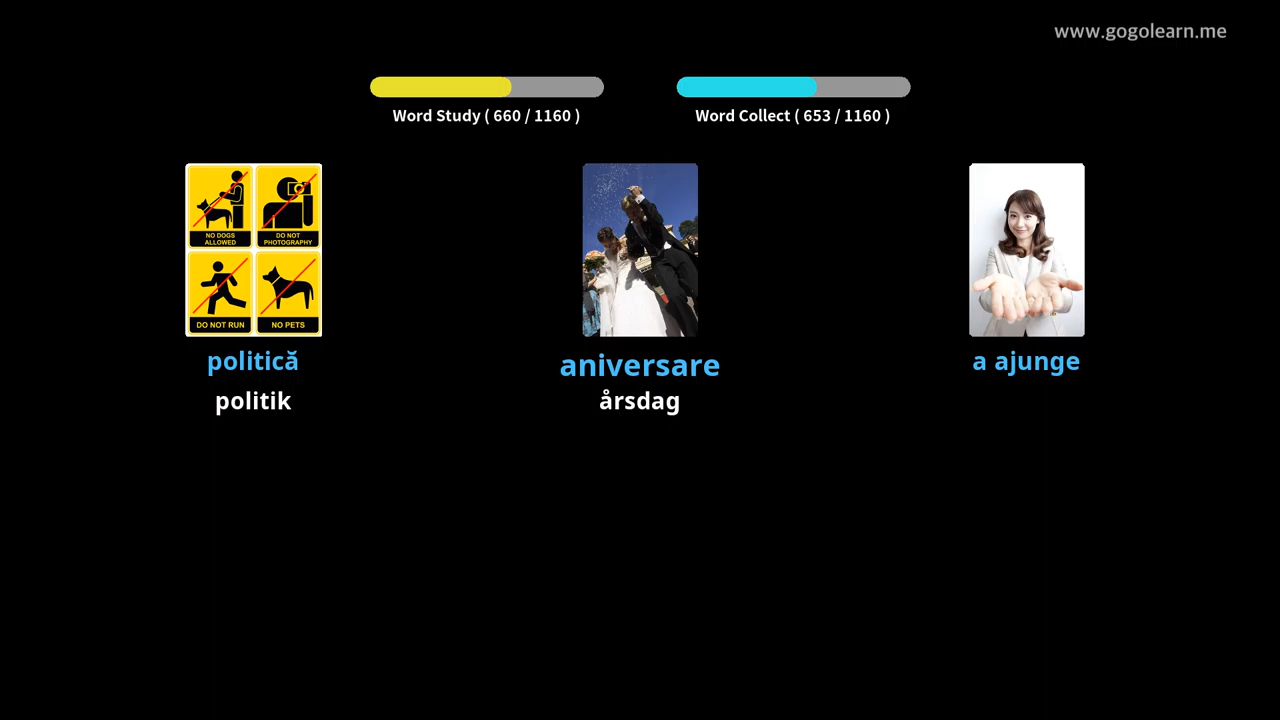 www.gogolearn.me
Word Study ( 660 / 1160 )
Word Collect ( 653 / 1160 )
NO DOGS
ALLOWED
DO NOT
PHOTOGRAPHY
DO NOT RUN
NO PETS
politică
aniversare
a ajunge
politik
årsdag